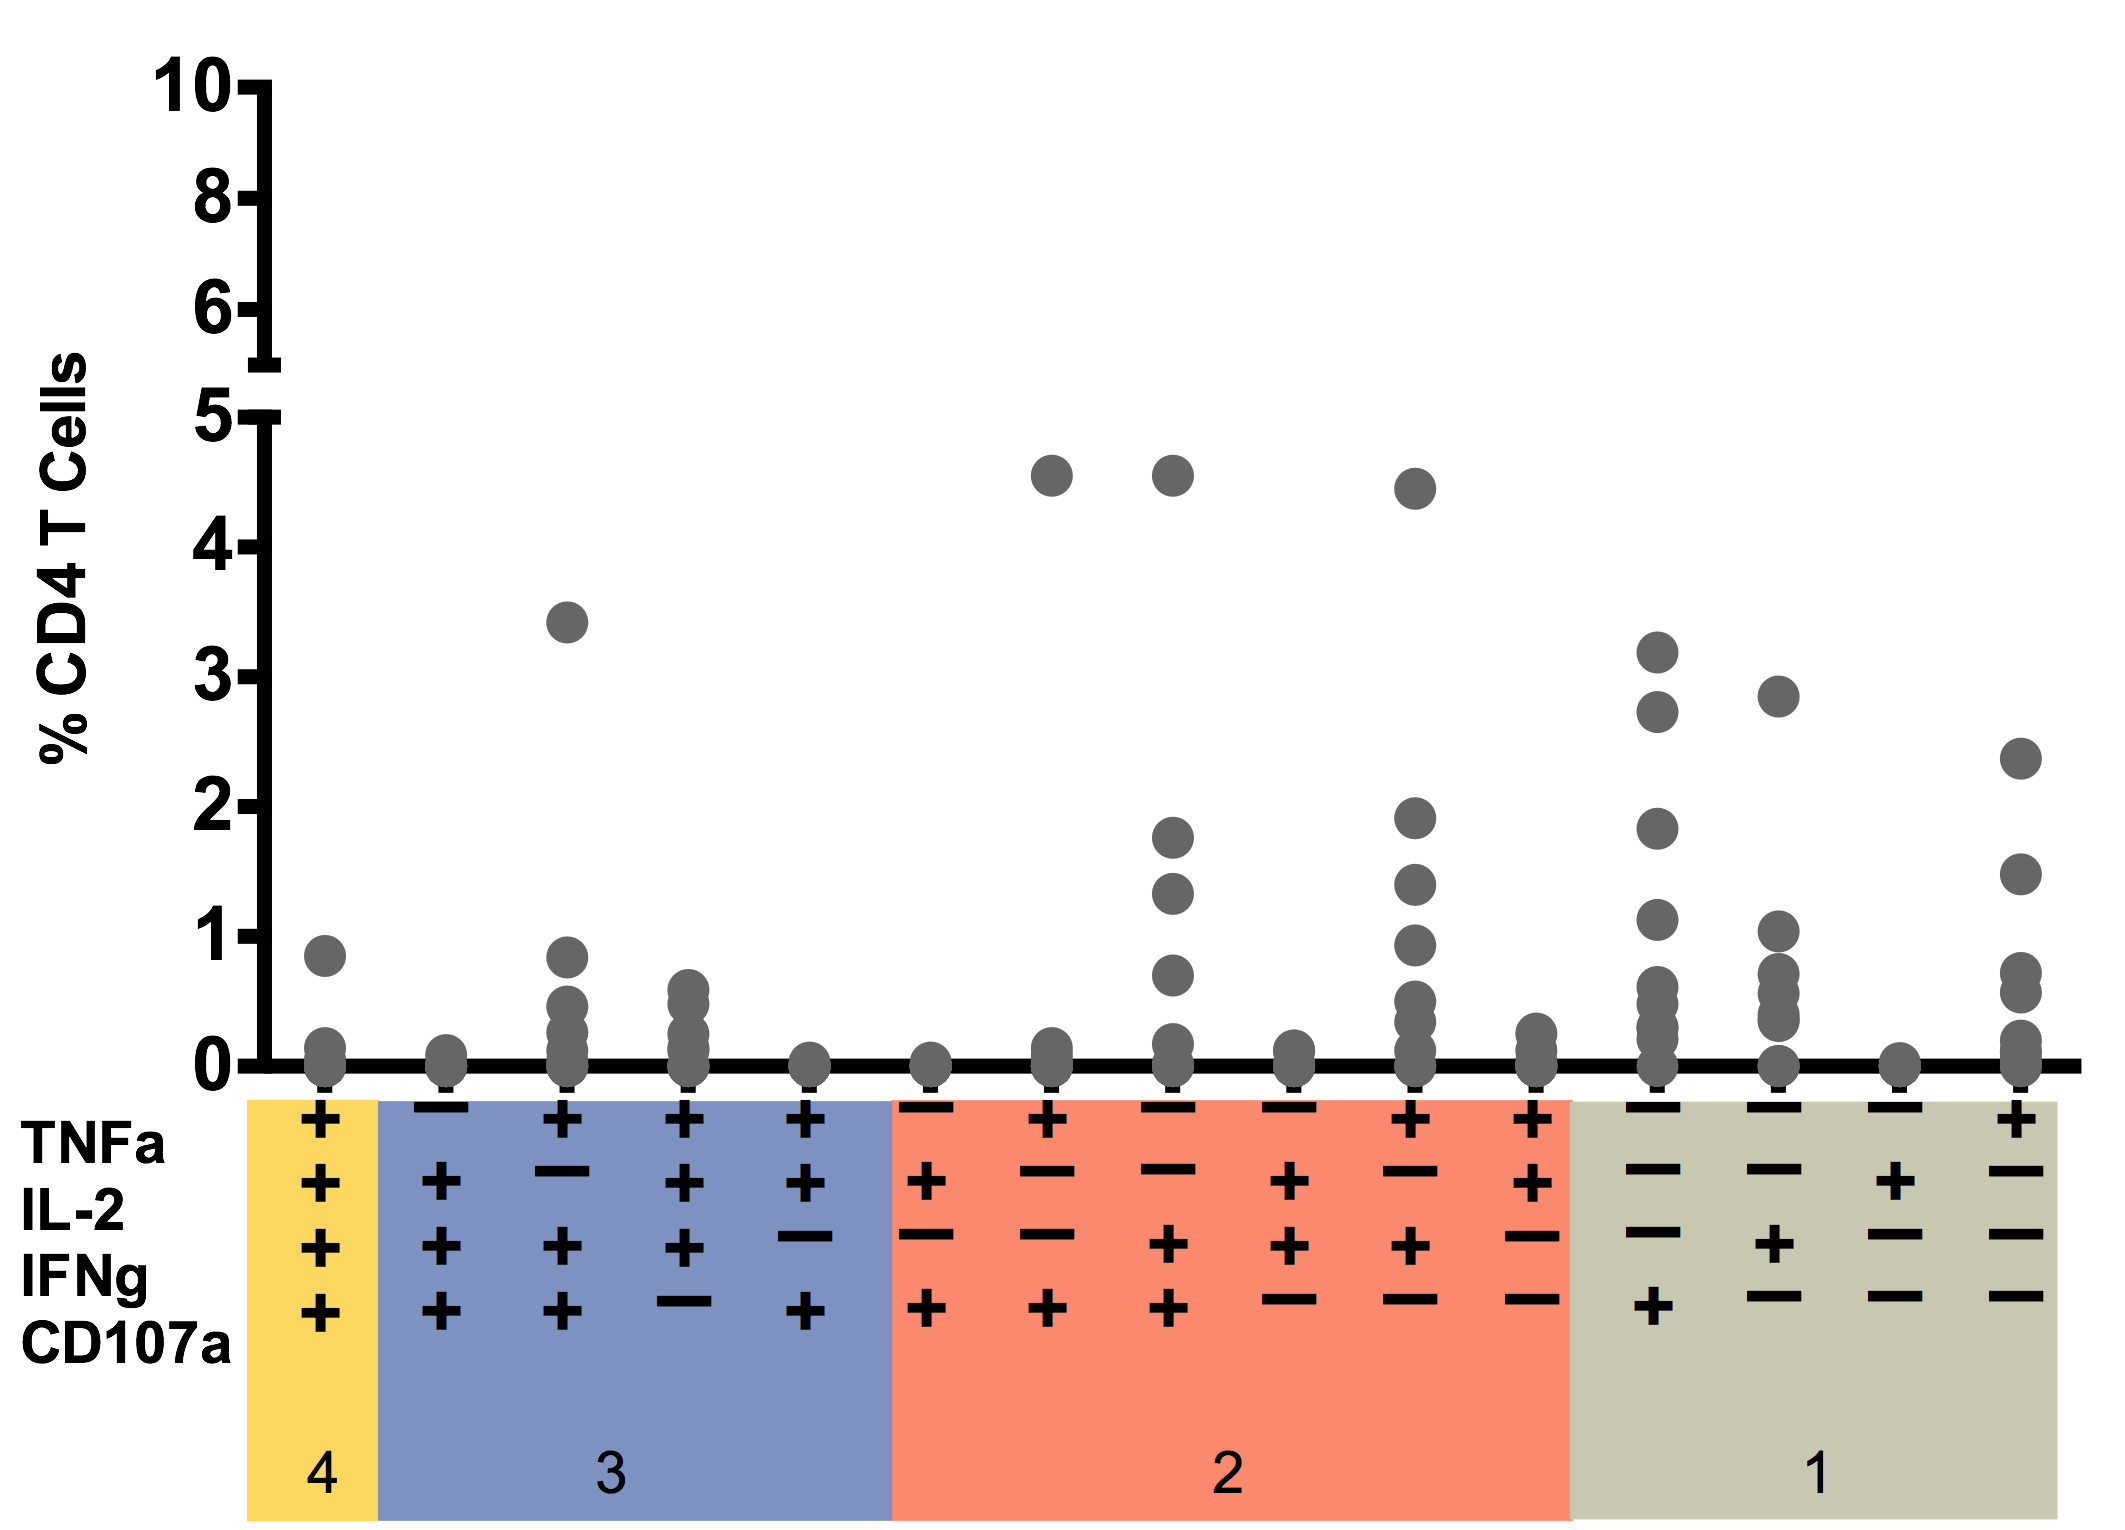 10
8
6
5
4
3
2
1
0
% CD4 T Cells
TNFa + − + + + − + − − + + − − − +
IL-2 + + − + + + − − + − + − − + −
IFNg + + + + − − − + + + − − + − −
CD107a + + + − + + + + − − − + − − −
4 3 2 1